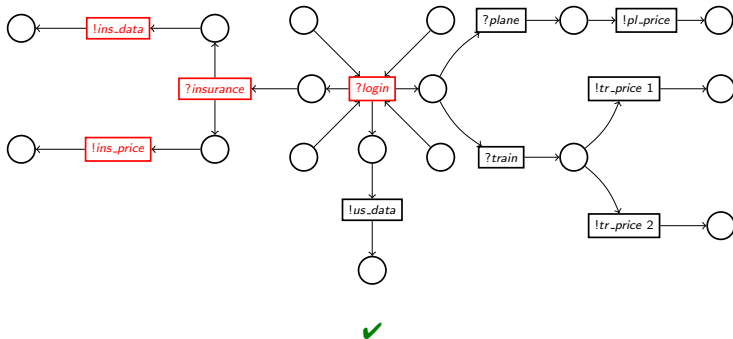 ?plane
!pl_price
!ins_data
?insurance
?login
!tr_price 1
!ins_price
?train
!us_data
!tr_price 2
✔